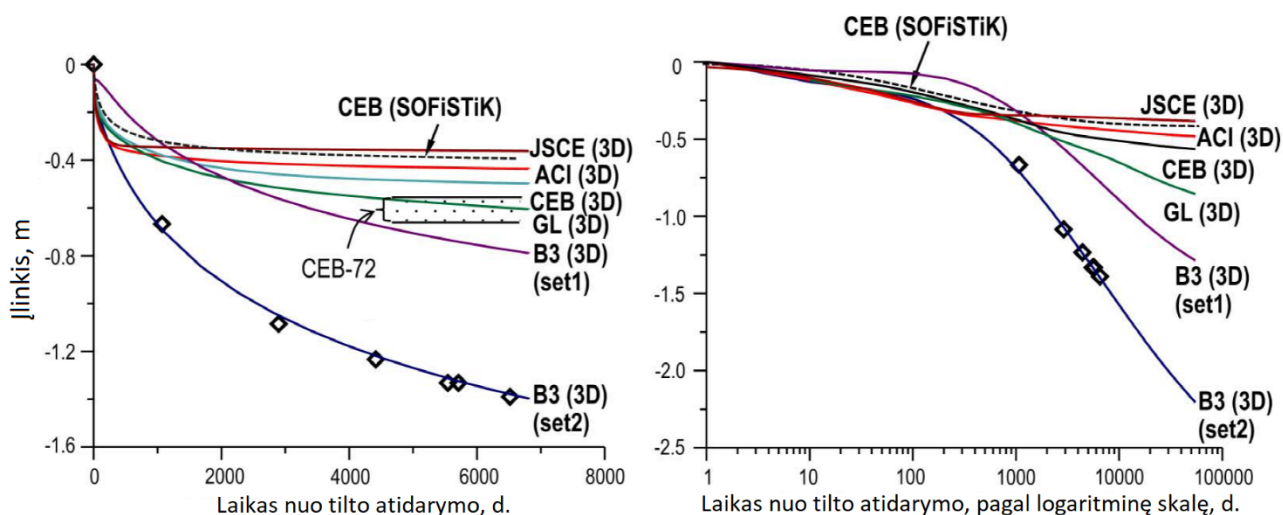 0
-0.4
-0.8
-1.2
-1.6
Įlinkis, m
CEB (SOFiSTiK)
JSCE (3D)
ACI (3D)
CEB (3D)
GL (3D)
CEB-72
B3 (3D)
(set1)
B3 (3D)
(set2)
0
2000
4000
6000
8000
Laikas nuo tilto atidarymo, d.
0
-0.5
-1.0
-1.5
-2.0
-2.5
CEB (SOFiSTiK)
JSCE (3D)
ACI (3D)
CEB (3D)
GL (3D)
B3 (3D)
(set1)
B3 (3D)
(set2)
1
10
100
1000
10000
100000
Laikas nuo tilto atidarymo, pagal logaritminę skalę, d.